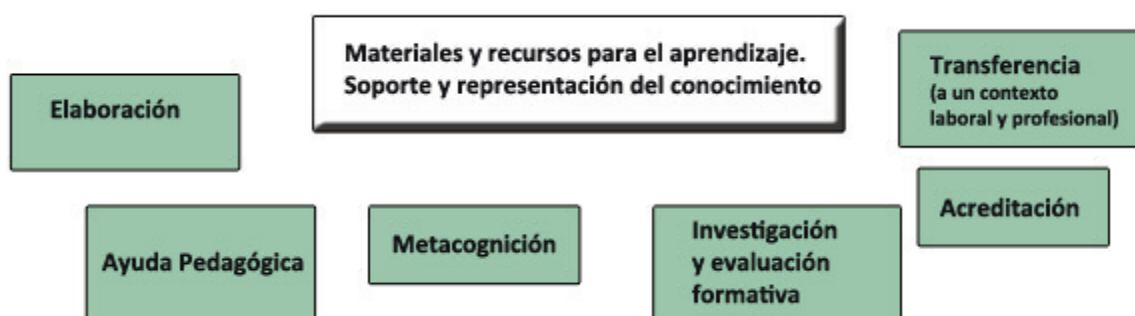 Materiales y recursos para el aprendizaje.
Soporte y representación del conocimiento
Transferencia
(a un contexto
laboral y profesional)
Elaboración
Acreditación
Ayuda Pedagógica
Metacognición
Investigación
y evaluación
formativa